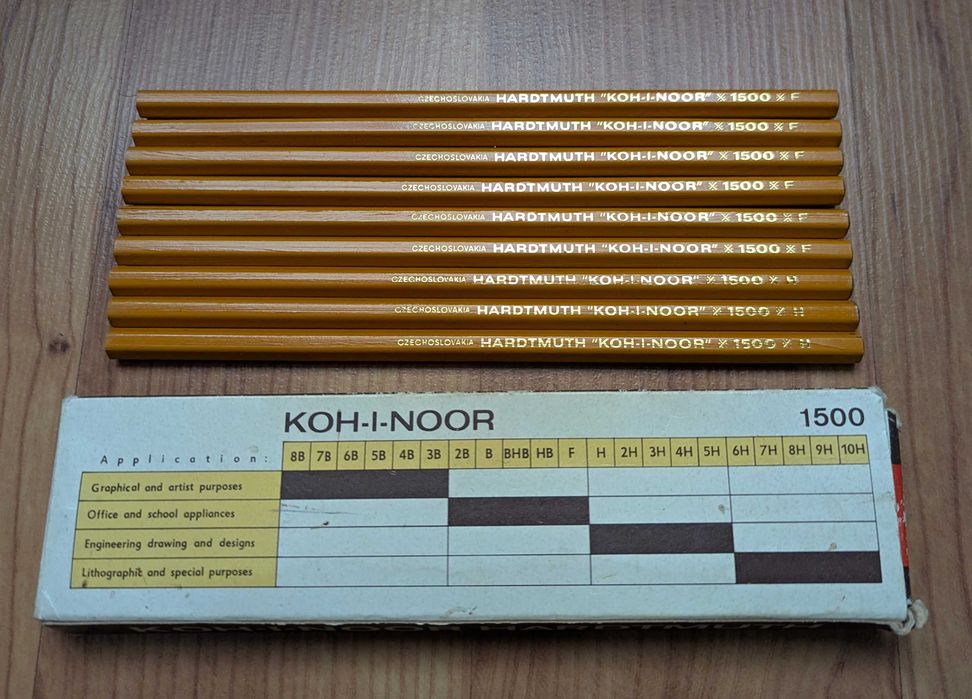 CZECHOSLOVAKIA HARDTMUTH "KOH-I-NOOR" 1500 F
CZECHOSLOVAKIA HARDTMUTH "KOH-I-NOOR" 1500 F
CZECHOSLOVAKIA HARDTMUTH "KOH-I-NOOR" 1500 F
CZECHOSLOVAKIA HARDTMUTH "KOH-I-NOOR" 1500 F
CZECHOSLOVAKIA HARDTMUTH "KOH-I-NOOR" 1500 F
CZECHOSLOVAKIA HARDTMUTH "KOH-I-NOOR" 1500 F
CZECHOSLOVAKIA HARDTMUTH "KOH-I-NOOR" 1500 H
CZECHOSLOVAKIA HARDTMUTH "KOH-I-NOOR" 1500 H
CZECHOSLOVAKIA HARDTMUTH "KOH-I-NOOR" 1500 H
KOH-I-NOOR 1500
Application: 8B 7B 6B 5B 4B 3B 2B B BHB HB F H 2H 3H 4H 5H 6H 7H 8H 9H 10H
Graphical and artist purposes
Office and school appliances
Engineering drawing and designs
Lithographic and special purposes
KOH-I-NOOR HARDTMUTH